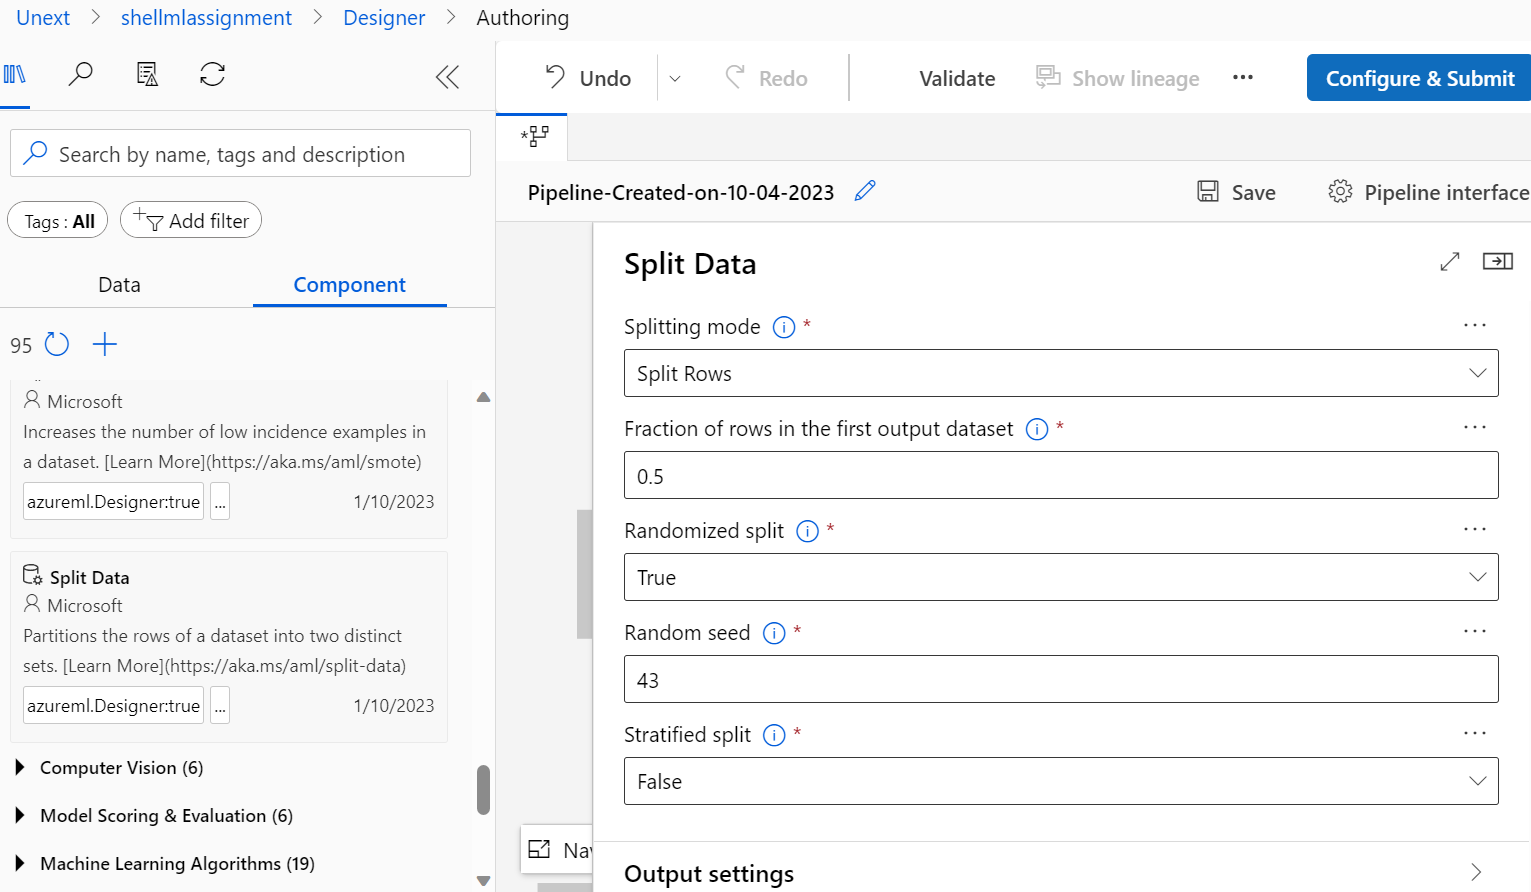 Unext > shellmlassignment > Designer > Authoring
Undo
Redo
Validate
Show lineage
...
Configure & Submit
Search by name, tags and description
Tags : All
Add filter
Data
Component
95
Microsoft
Increases the number of low incidence examples in
a dataset. [Learn More](https://aka.ms/aml/smote)
azureml.Designer:true
...
1/10/2023
Split Data
Microsoft
Partitions the rows of a dataset into two distinct
sets. [Learn More](https://aka.ms/aml/split-data)
azureml.Designer:true
...
1/10/2023
Computer Vision (6)
Model Scoring & Evaluation (6)
Machine Learning Algorithms (19)
Pipeline-Created-on-10-04-2023
Save
Pipeline interface
Split Data
Splitting mode *
Split Rows
Fraction of rows in the first output dataset *
0.5
Randomized split *
True
Random seed *
43
Stratified split *
False
Output settings